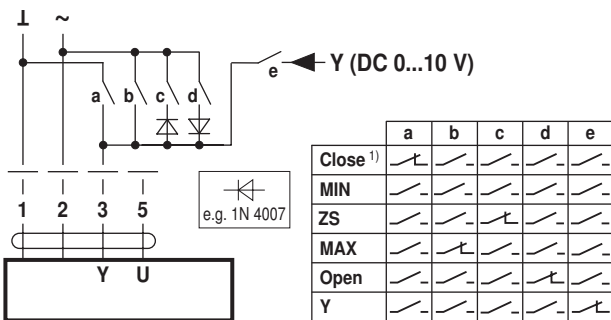 ⊥ ~
e
Y (DC 0...10 V)
a b c d
1 2 3 5
Y U
e.g. 1N 4007
a b c d e
Close 1)
MIN
ZS
MAX
Open
Y